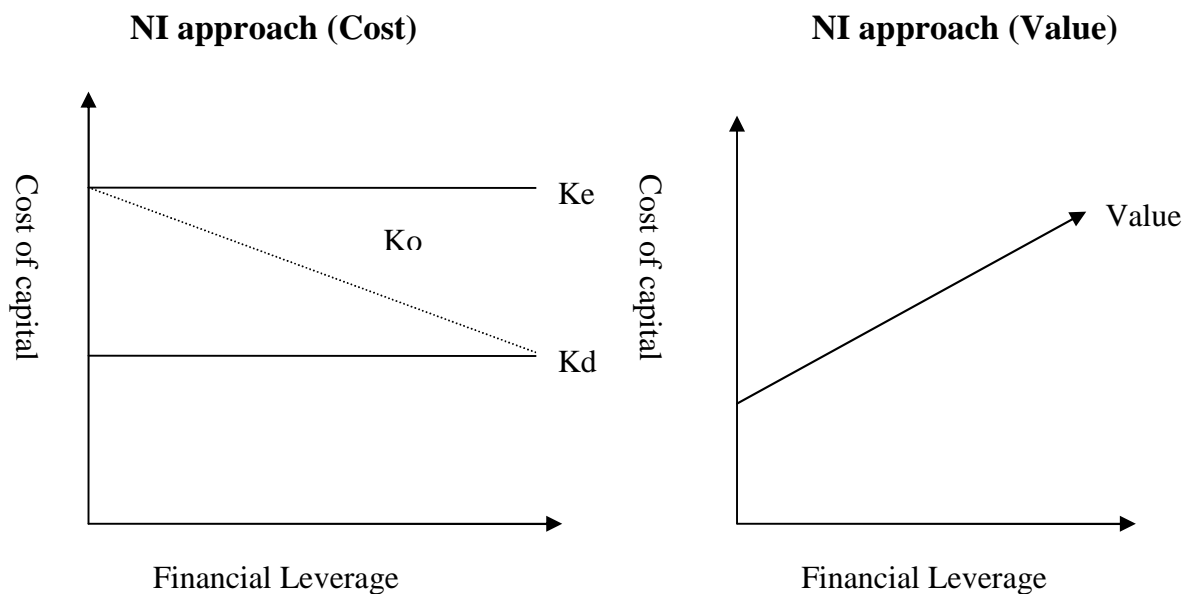 NI approach (Cost)
Cost of capital
Ke
Ko
Kd
Financial Leverage
NI approach (Value)
Cost of capital
Value
Financial Leverage